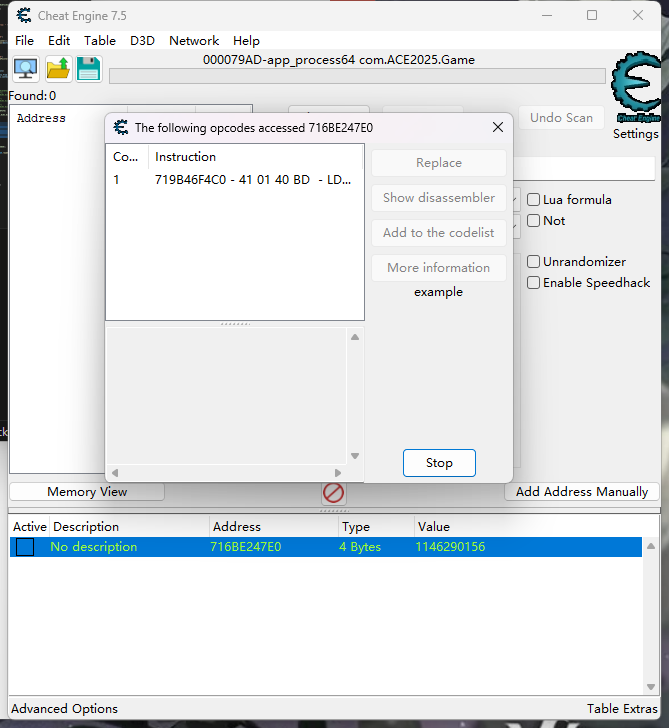 Cheat Engine 7.5
File Edit Table D3D Network Help
000079AD-app_process64 com.ACE2025.Game
Found:0
Address
Undo Scan
Cheat Engine
Settings
The following opcodes accessed 716BE247E0
Co... Instruction
1 719B46F4C0 - 41 01 40 BD - LD...
Replace
Show disassembler
Add to the codelist
More information
example
Stop
Lua formula
Not
Unrandomizer
Enable Speedhack
Memory View
Add Address Manually
Active Description Address Type Value
No description 716BE247E0 4 Bytes 1146290156
Advanced Options
Table Extras